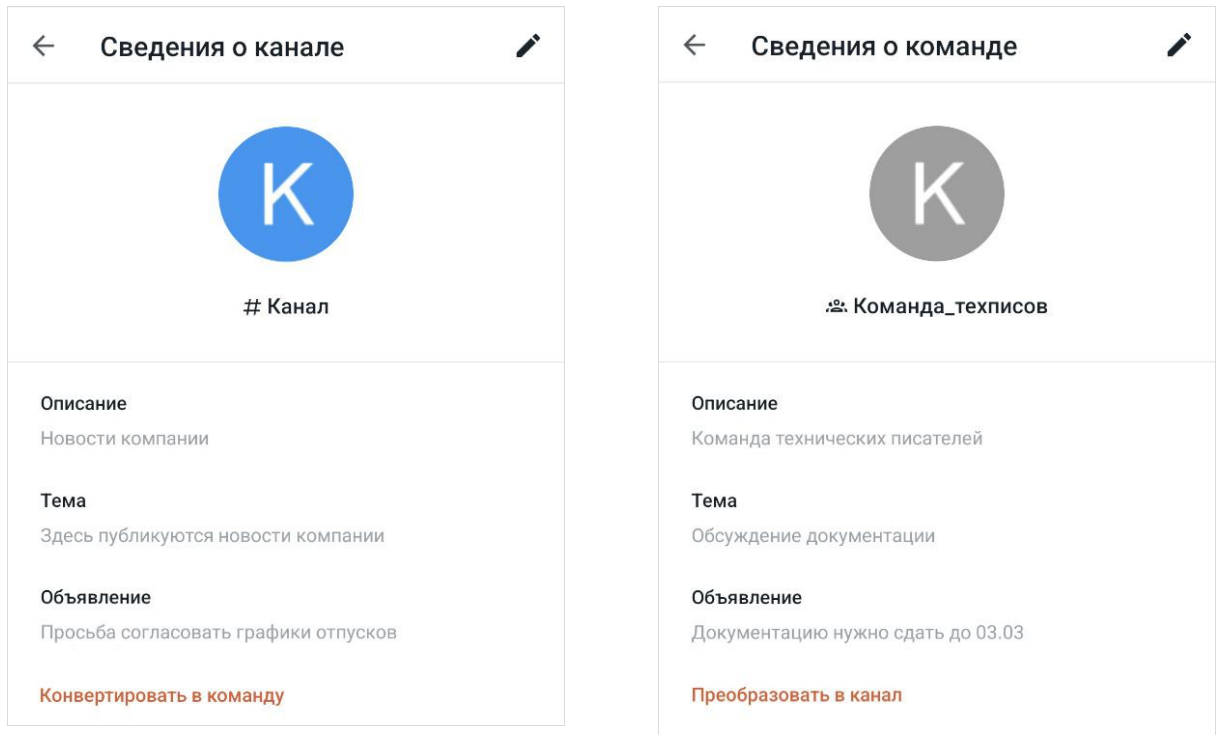 Сведения о канале
K
# Канал
Описание
Новости компании
Тема
Здесь публикуются новости компании
Объявление
Просьба согласовать графики отпусков
Конвертировать в команду
Сведения о команде
K
Команда_техписов
Описание
Команда технических писателей
Тема
Обсуждение документации
Объявление
Документацию нужно сдать до 03.03
Преобразовать в канал